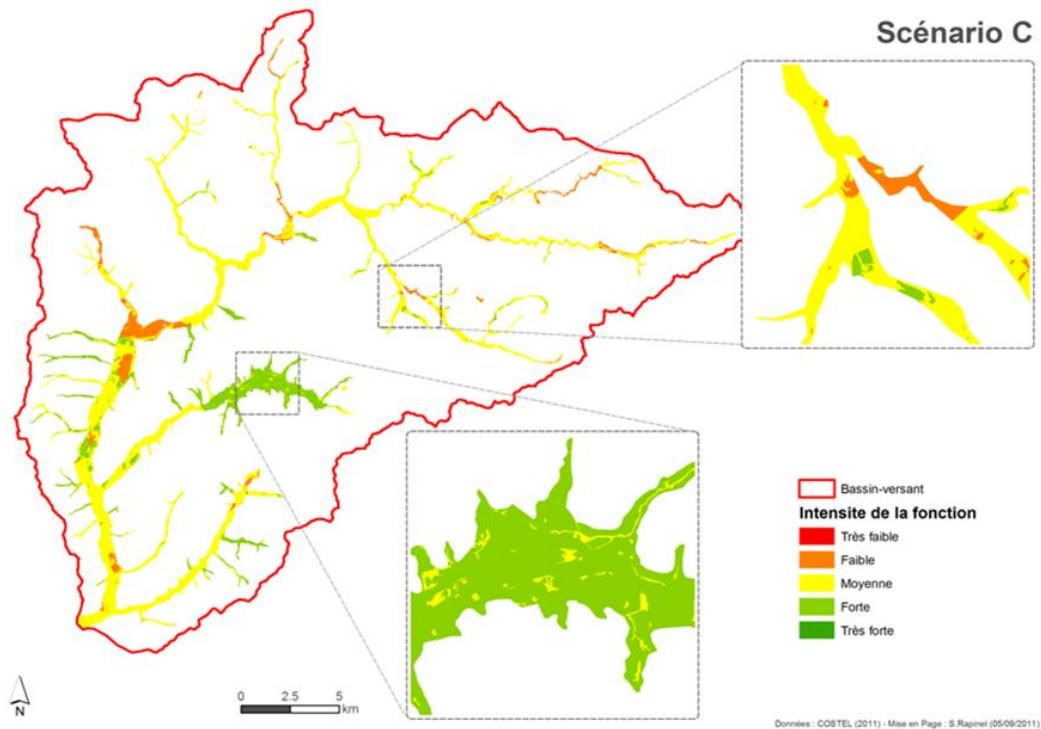 Scénario C
Bassin-versant
Intensite de la fonction
Très faible
Faible
Moyenne
Forte
Très forte
N
0 2.5 5
km
Données : COSTEL (2011) - Mise en Page : S.Rapinel (05/09/2011)